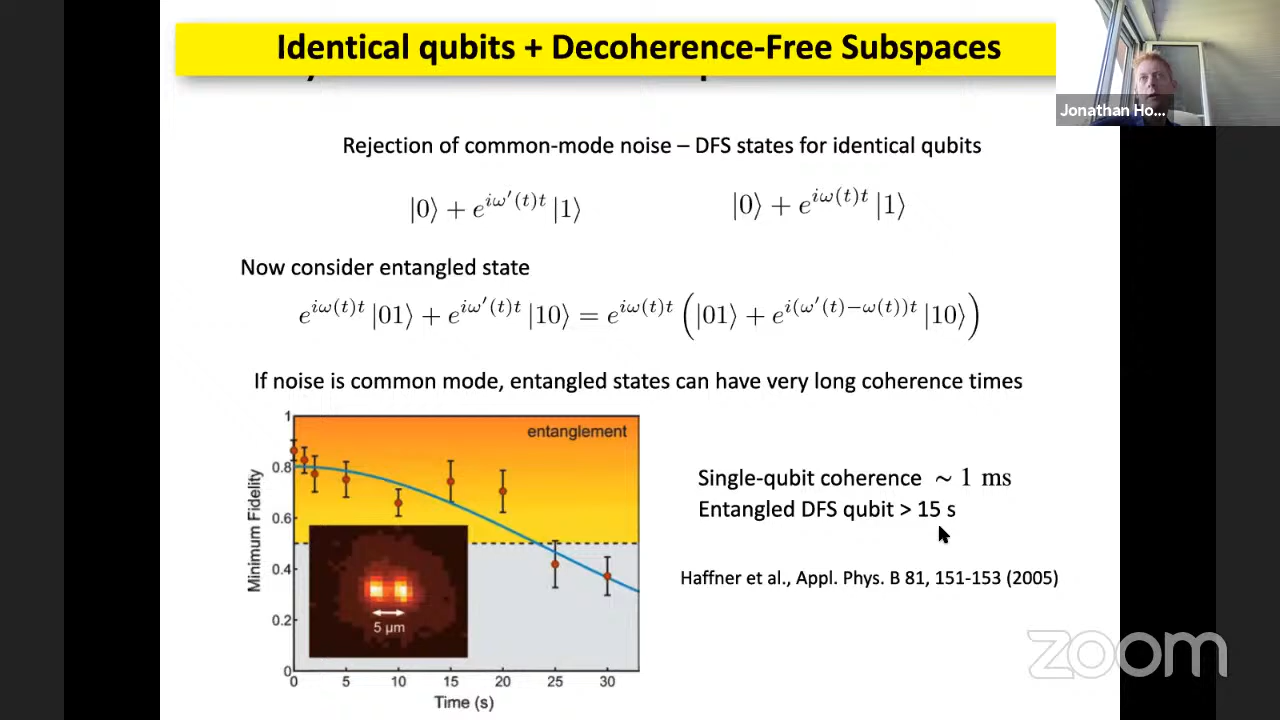 Identical qubits + Decoherence-Free Subspaces
Jonathan Ho...
Rejection of common-mode noise – DFS states for identical qubits
|0⟩ + e^{iω′(t)t} |1⟩
|0⟩ + e^{iω(t)t} |1⟩
Now consider entangled state
e^{iω(t)t} |01⟩ + e^{iω′(t)t} |10⟩ = e^{iω(t)t} (|01⟩ + e^{i(ω′(t)−ω(t))t} |10⟩)
If noise is common mode, entangled states can have very long coherence times
entanglement
Minimum Fidelity
1
0.8
0.6
0.4
0.2
0
5 μm
0 5 10 15 20 25 30
Time (s)
Single-qubit coherence ∼ 1 ms
Entangled DFS qubit > 15 s
Haffner et al., Appl. Phys. B 81, 151-153 (2005)
zoom